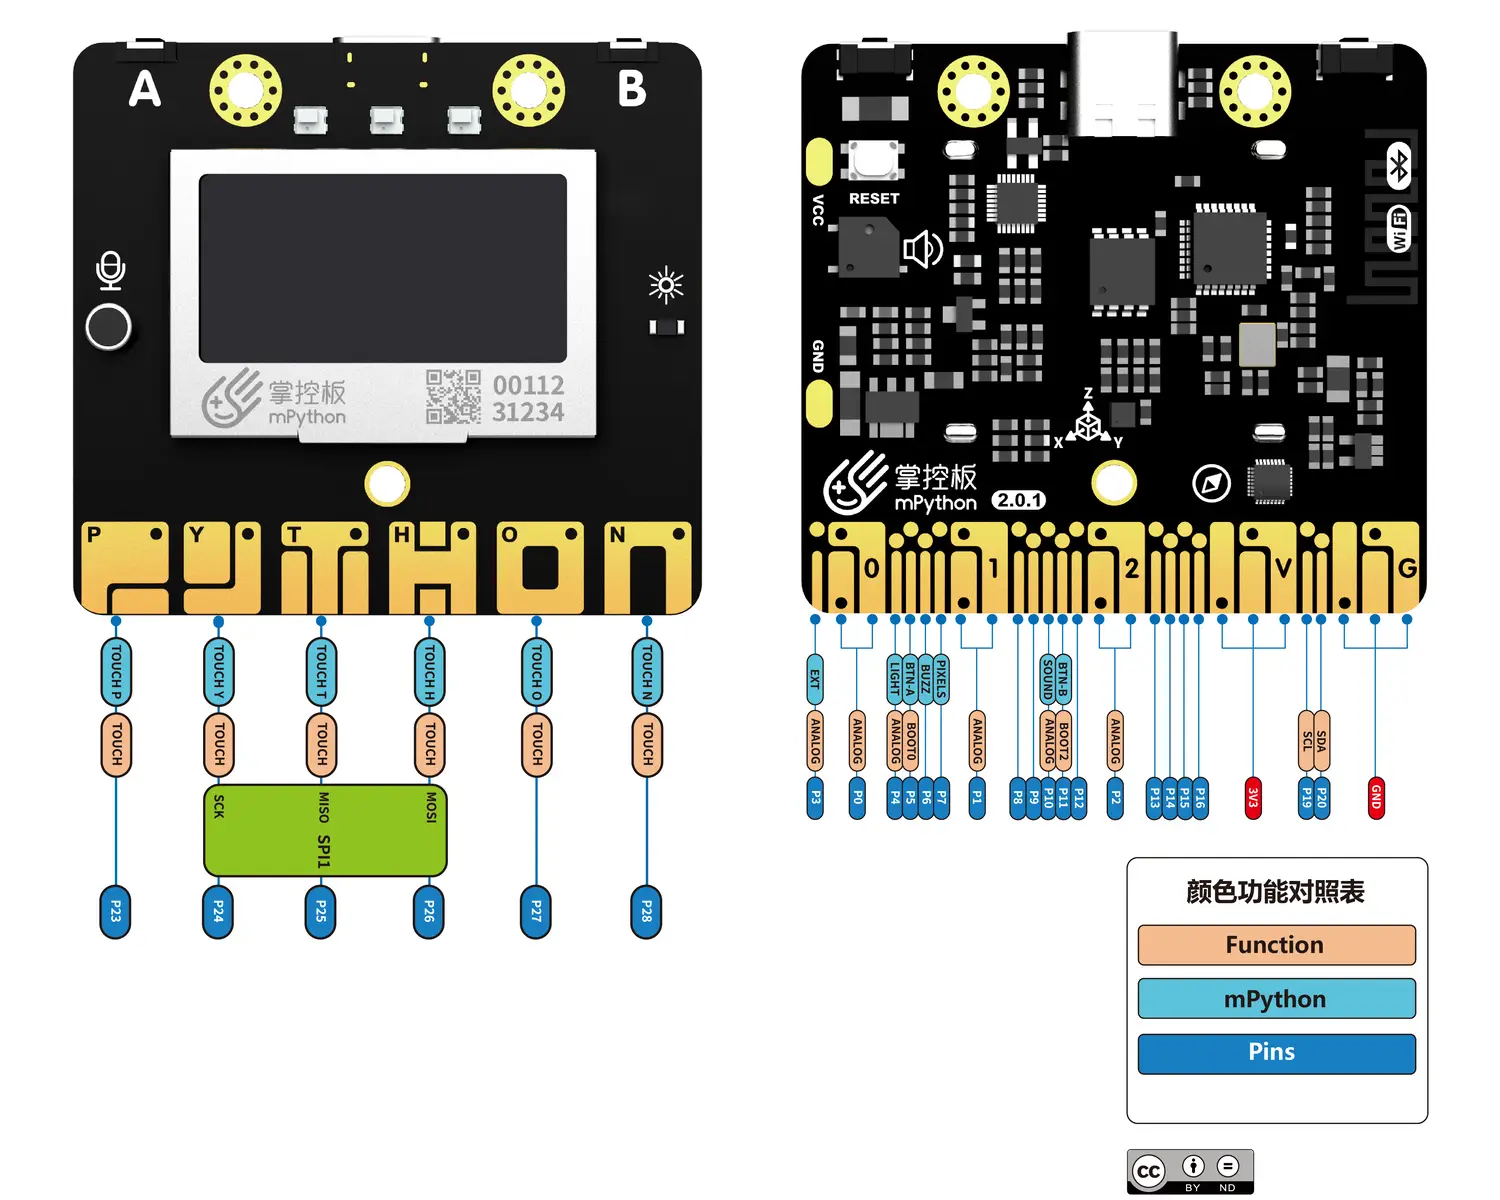 A
B
掌控板
mPython
00112
31234
P
Y
T
H
O
N
TOUCH P
TOUCH Y
TOUCH T
TOUCH H
TOUCH O
TOUCH N
TOUCH
TOUCH
TOUCH
TOUCH
TOUCH
TOUCH
SCK
MISO
MOSI
SPI1
P23
P24
P25
P26
P27
P28
RESET
VCC
GND
WiFi
Z
X
Y
掌控板
mPython
2.0.1
0
1
2
V
G
EXT
LIGHT
BTN-A
BUZZ
PIXELS
SOUND
BTN-B
ANALOG
ANALOG
ANALOG
BOOT0
ANALOG
ANALOG
BOOT2
ANALOG
SCL
SDA
P3
P0
P4
P5
P6
P7
P1
P8
P9
P10
P11
P12
P2
P13
P14
P15
P16
3V3
P19
P20
GND
颜色功能对照表
Function
mPython
Pins
cc
BY
ND